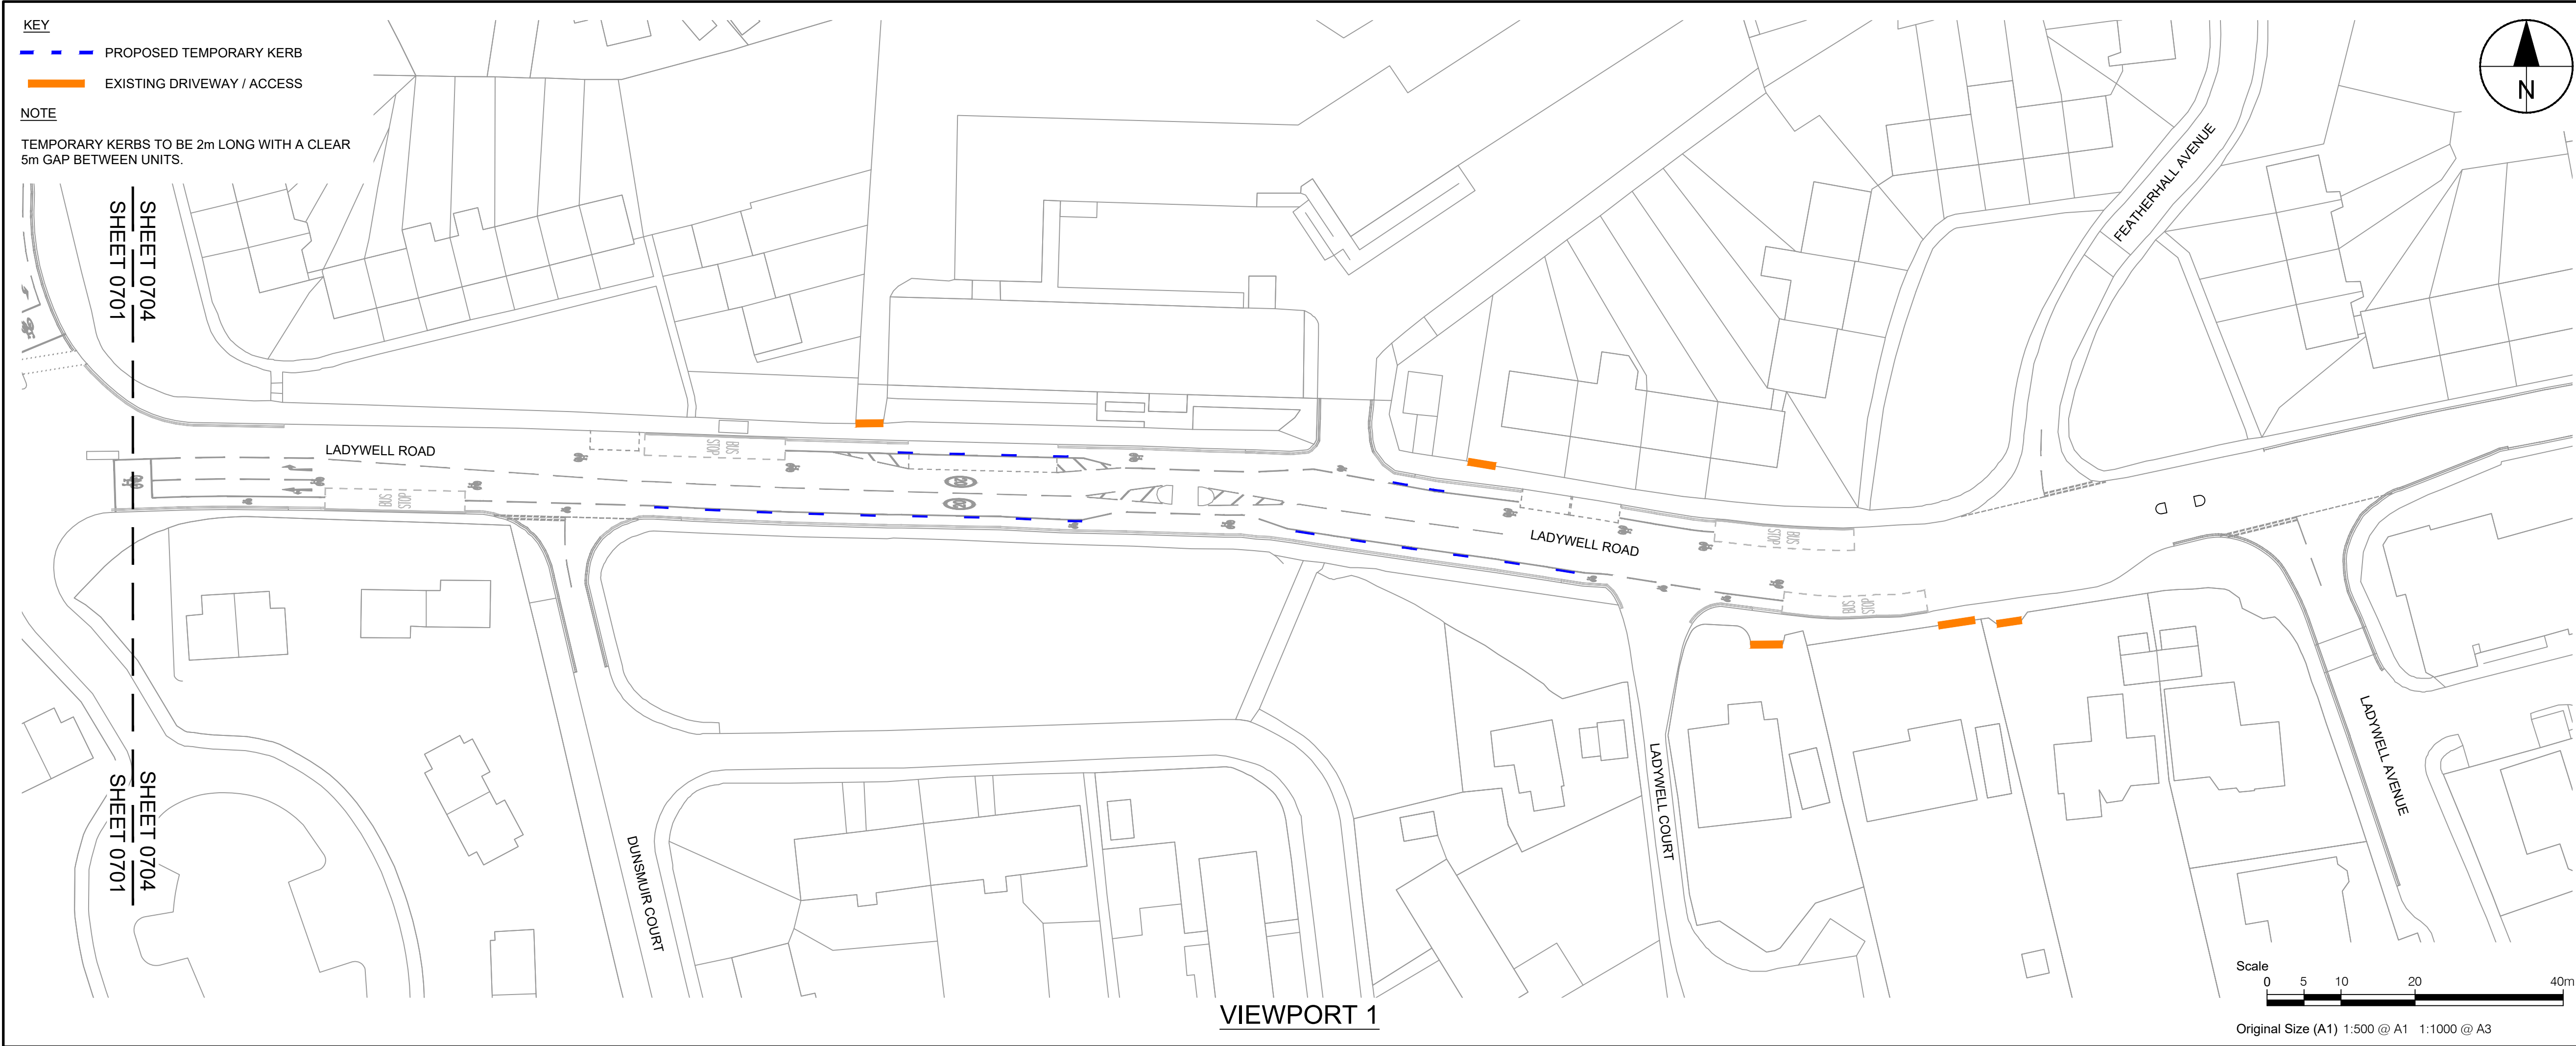 KEY
PROPOSED TEMPORARY KERB
EXISTING DRIVEWAY / ACCESS
NOTE
TEMPORARY KERBS TO BE 2m LONG WITH A CLEAR
5m GAP BETWEEN UNITS.
N
SHEET 0704
SHEET 0701
FEATHERHALL AVENUE
LADYWELL ROAD
BUS
STOP
BUS
STOP
20
20
LADYWELL ROAD
BUS
STOP
BUS
STOP
SHEET 0704
SHEET 0701
DUNSMUIR COURT
LADYWELL COURT
LADYWELL AVENUE
VIEWPORT 1
Scale
0 5 10 20 40m
Original Size (A1) 1:500 @ A1 1:1000 @ A3